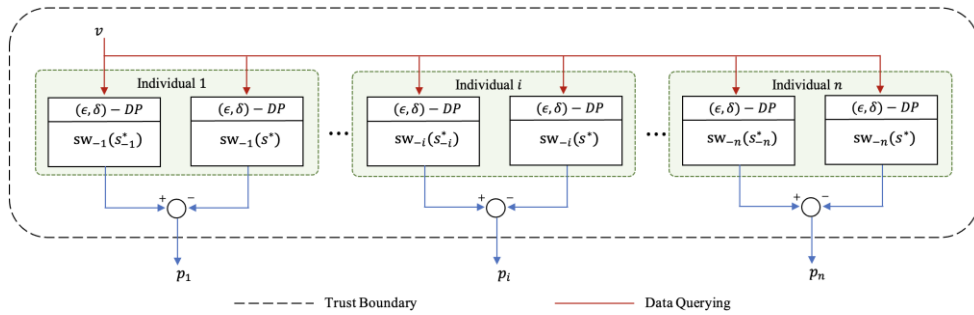 v
Individual 1
Individual i
Individual n
(ϵ, δ) − DP
(ϵ, δ) − DP
(ϵ, δ) − DP
(ϵ, δ) − DP
(ϵ, δ) − DP
(ϵ, δ) − DP
sw₋₁(s*₋₁)
sw₋₁(s*)
...
sw₋ᵢ(s*₋ᵢ)
sw₋ᵢ(s*)
...
sw₋ₙ(s*₋ₙ)
sw₋ₙ(s*)
+ −
+ −
+ −
p₁
pᵢ
pₙ
Trust Boundary
Data Querying